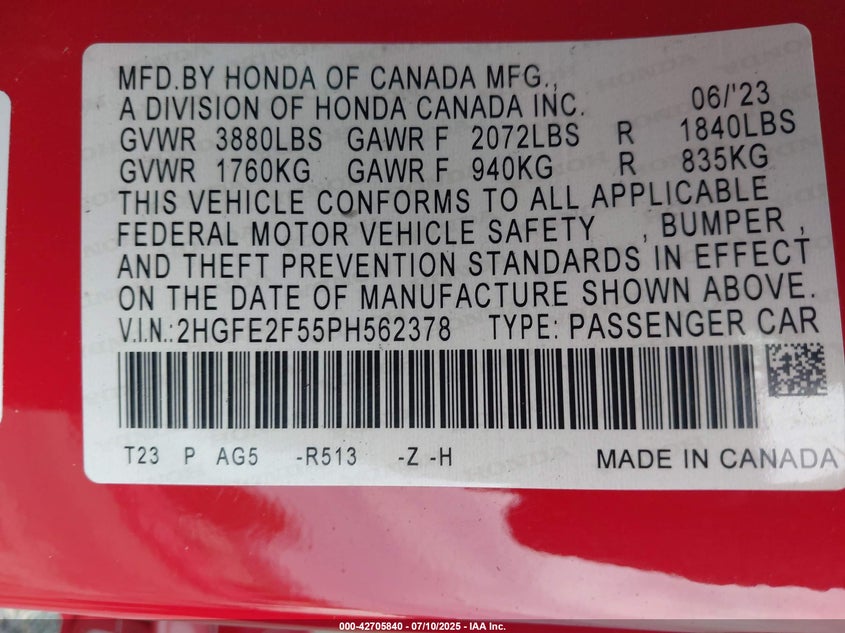 MFD.BY HONDA OF CANADA MFG.,
A DIVISION OF HONDA CANADA INC. 06/'23
GVWR 3880LBS GAWR F 2072LBS R 1840LBS
GVWR 1760KG GAWR F 940KG R 835KG
THIS VEHICLE CONFORMS TO ALL APPLICABLE
FEDERAL MOTOR VEHICLE SAFETY , BUMPER ,
AND THEFT PREVENTION STANDARDS IN EFFECT
ON THE DATE OF MANUFACTURE SHOWN ABOVE.
V.I.N.:2HGFE2F55PH562378 TYPE: PASSENGER CAR
T23 P AG5 -R513 -Z -H MADE IN CANADA
000-42705840 - 07/10/2025 - IAA Inc.